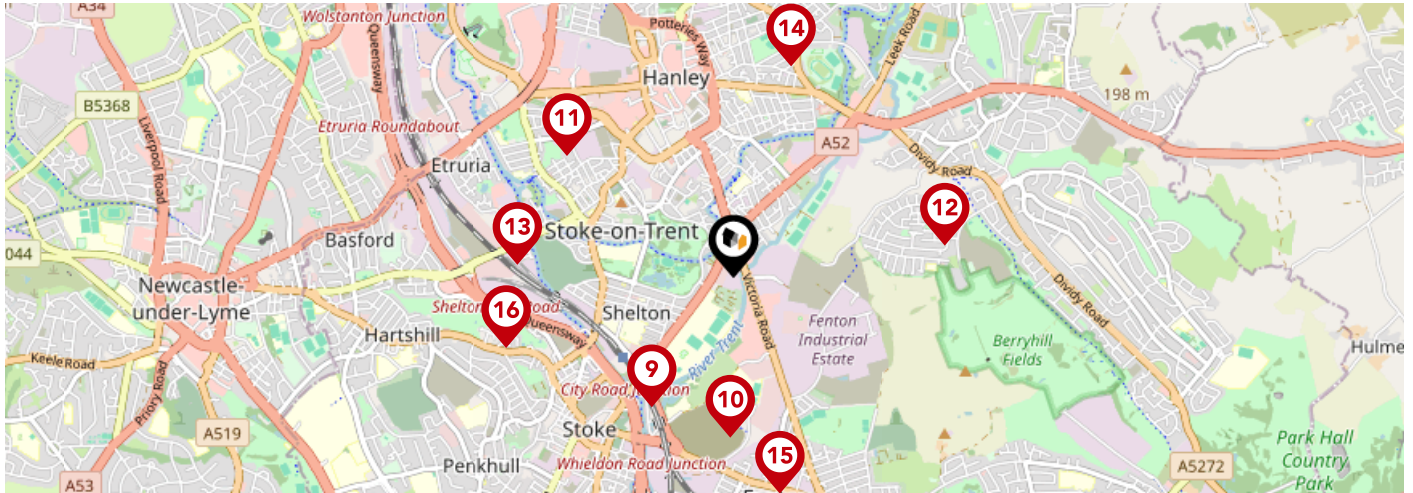 A34
Wolstanton Junction
Queensway
Potteries Way
14
Leek Road
Hanley
198 m
B5368
Liverpool Road
11
Etruria Roundabout
A52
Etruria
Dividy Road
12
13
Stoke-on-Trent
Basford
044
Newcastle-
under-Lyme
Dividy Road
Victoria Road
16
Shelton
Road
Queensway
Shelton
Fenton
Industrial
Estate
Hartshill
River Trent
Berryhill
Fields
Hulme
Keele Road
9
City Road Junction
10
Priory Road
A519
Stoke
15
Park Hall
Country
Park
Penkhull
Whieldon Road Junction
A5272
A53